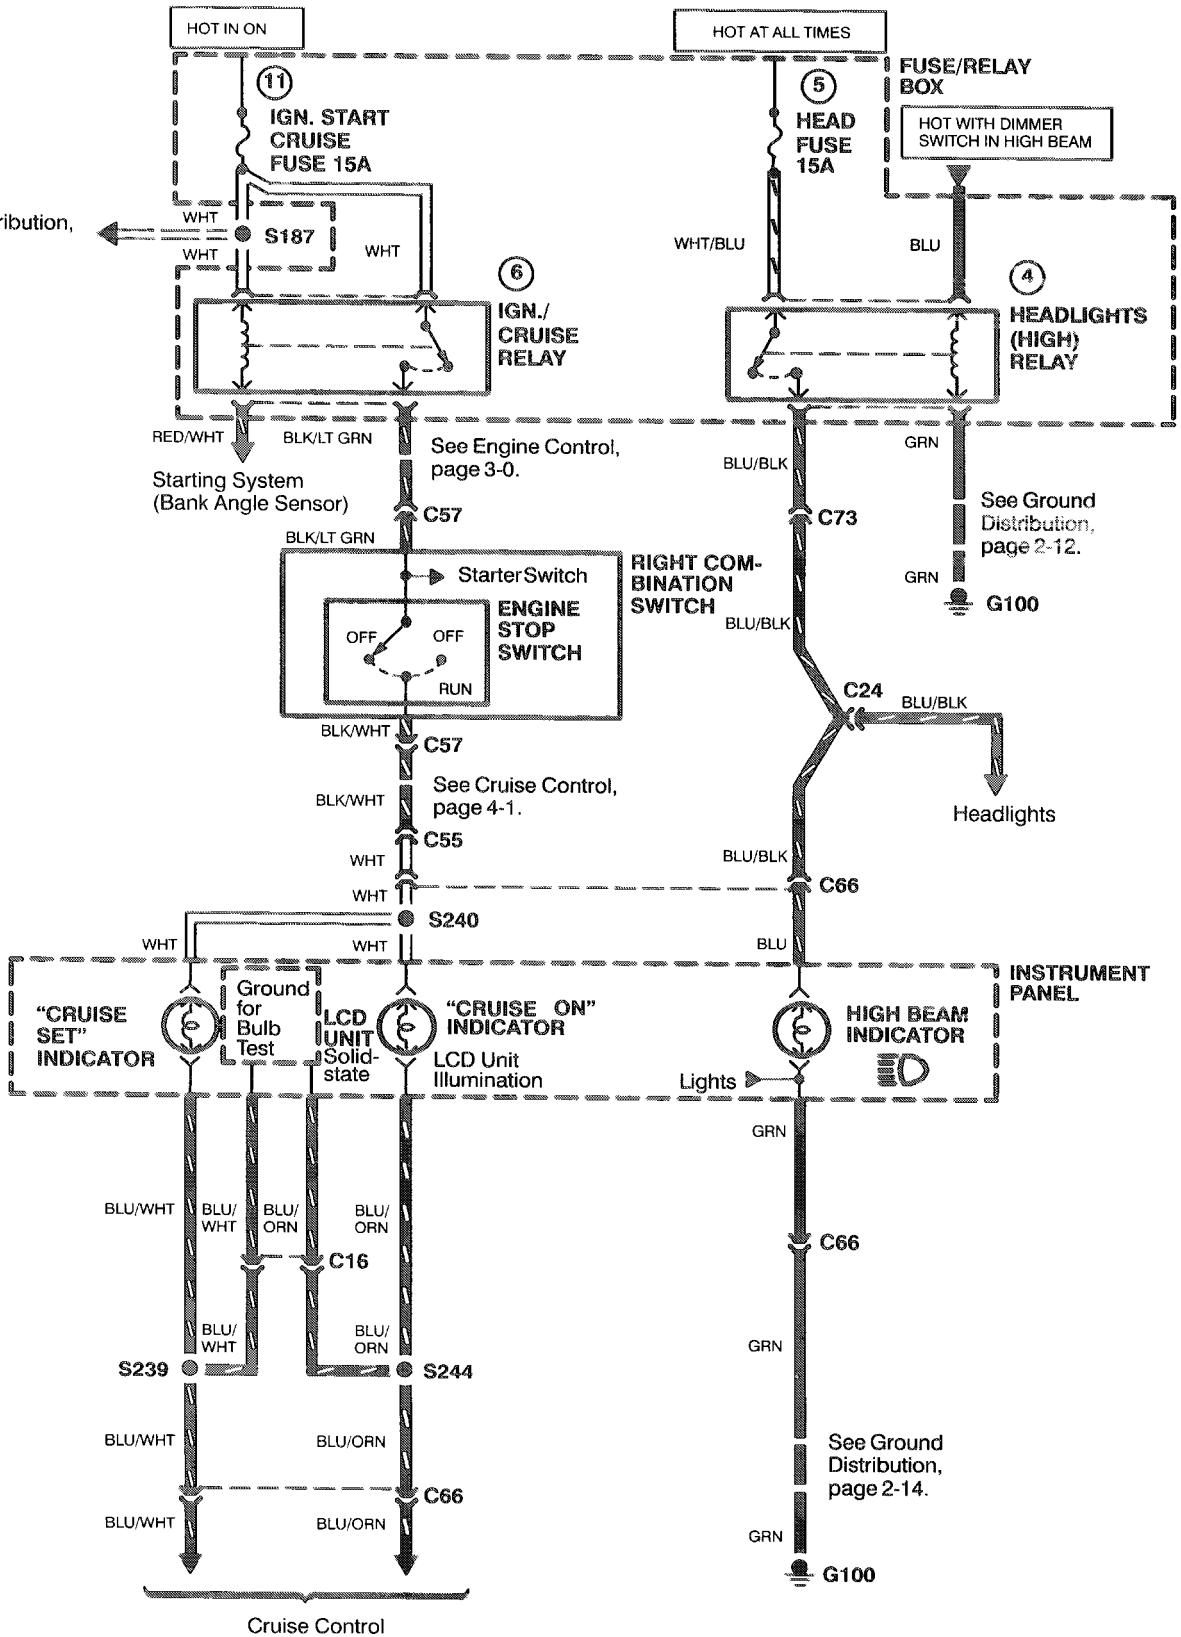 HOT IN ON
HOT AT ALL TIMES
11
IGN. START
CRUISE
FUSE 15A
5
HEAD
FUSE
15A
FUSE/RELAY
BOX
HOT WITH DIMMER
SWITCH IN HIGH BEAM
ribution,
WHT
S187
WHT
WHT
WHT/BLU
BLU
6
IGN./
CRUISE
RELAY
4
HEADLIGHTS
(HIGH)
RELAY
RED/WHT
BLK/LT GRN
See Engine Control,
page 3-0.
Starting System
(Bank Angle Sensor)
C57
BLK/LT GRN
BLU/BLK
C73
GRN
See Ground
Distribution,
page 2-12.
GRN
G100
Starter Switch
RIGHT COM-
BINATION
SWITCH
ENGINE
STOP
SWITCH
OFF
OFF
RUN
BLU/BLK
C24
BLU/BLK
Headlights
BLK/WHT
C57
BLK/WHT
See Cruise Control,
page 4-1.
C55
WHT
WHT
BLU/BLK
C66
S240
WHT
WHT
BLU
INSTRUMENT
PANEL
"CRUISE
SET"
INDICATOR
Ground
for
Bulb
Test
LCD
UNIT
Solid-
state
"CRUISE ON"
INDICATOR
LCD Unit
Illumination
HIGH BEAM
INDICATOR
Lights
GRN
BLU/WHT
BLU/
WHT
BLU/
ORN
BLU/
ORN
C16
C66
BLU/
WHT
BLU/
ORN
GRN
S239
S244
BLU/WHT
BLU/ORN
See Ground
Distribution,
page 2-14.
C66
BLU/WHT
BLU/ORN
GRN
G100
Cruise Control